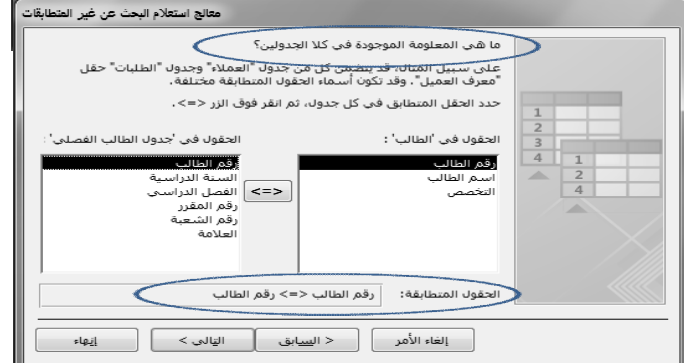 معالج استعلام البحث عن غير المتطابقات
ما هي المعلومة الموجودة في كلا الجدولين؟
على سبيل المثال، قد يتضمن كل من جدول "العملاء" وجدول "الطلبات" حقل
"معرف العميل". وقد تكون أسماء الحقول المتطابقة مختلفة.
حدد الحقل المتطابق في كل جدول، ثم انقر فوق الزر <=>.
الحقول في 'الطالب' :
رقم الطالب
اسم الطالب
التخصص
<=>
الحقول في 'جدول الطالب الفصلي' :
رقم الطالب
السنة الدراسية
الفصل الدراسي
رقم المقرر
رقم الشعبة
العلامة
الحقول المتطابقة: رقم الطالب <=> رقم الطالب
إلغاء الأمر
< السابق
التالي >
إنهاء
1
2
3
4
1
2
4